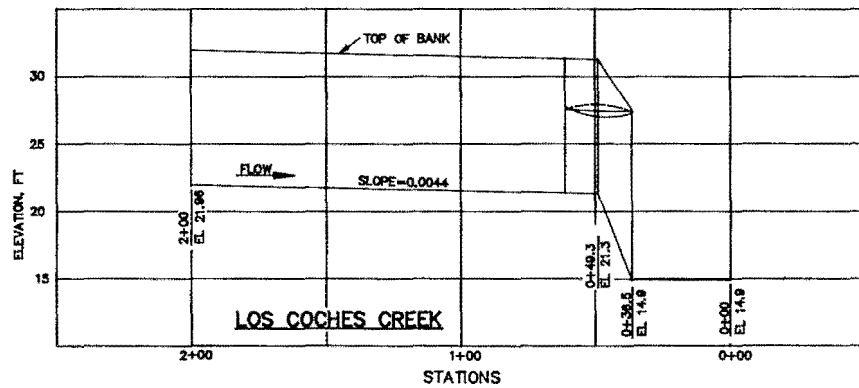 TOP OF BANK
30
25
20
15
ELEVATION, FT
FLOW
SLOPE=0.0044
2+00
EL 21.96
0+49.3
EL 21.3
0+36.5
EL 14.9
0+00
EL 14.9
LOS COCHES CREEK
2+00
1+00
0+00
STATIONS